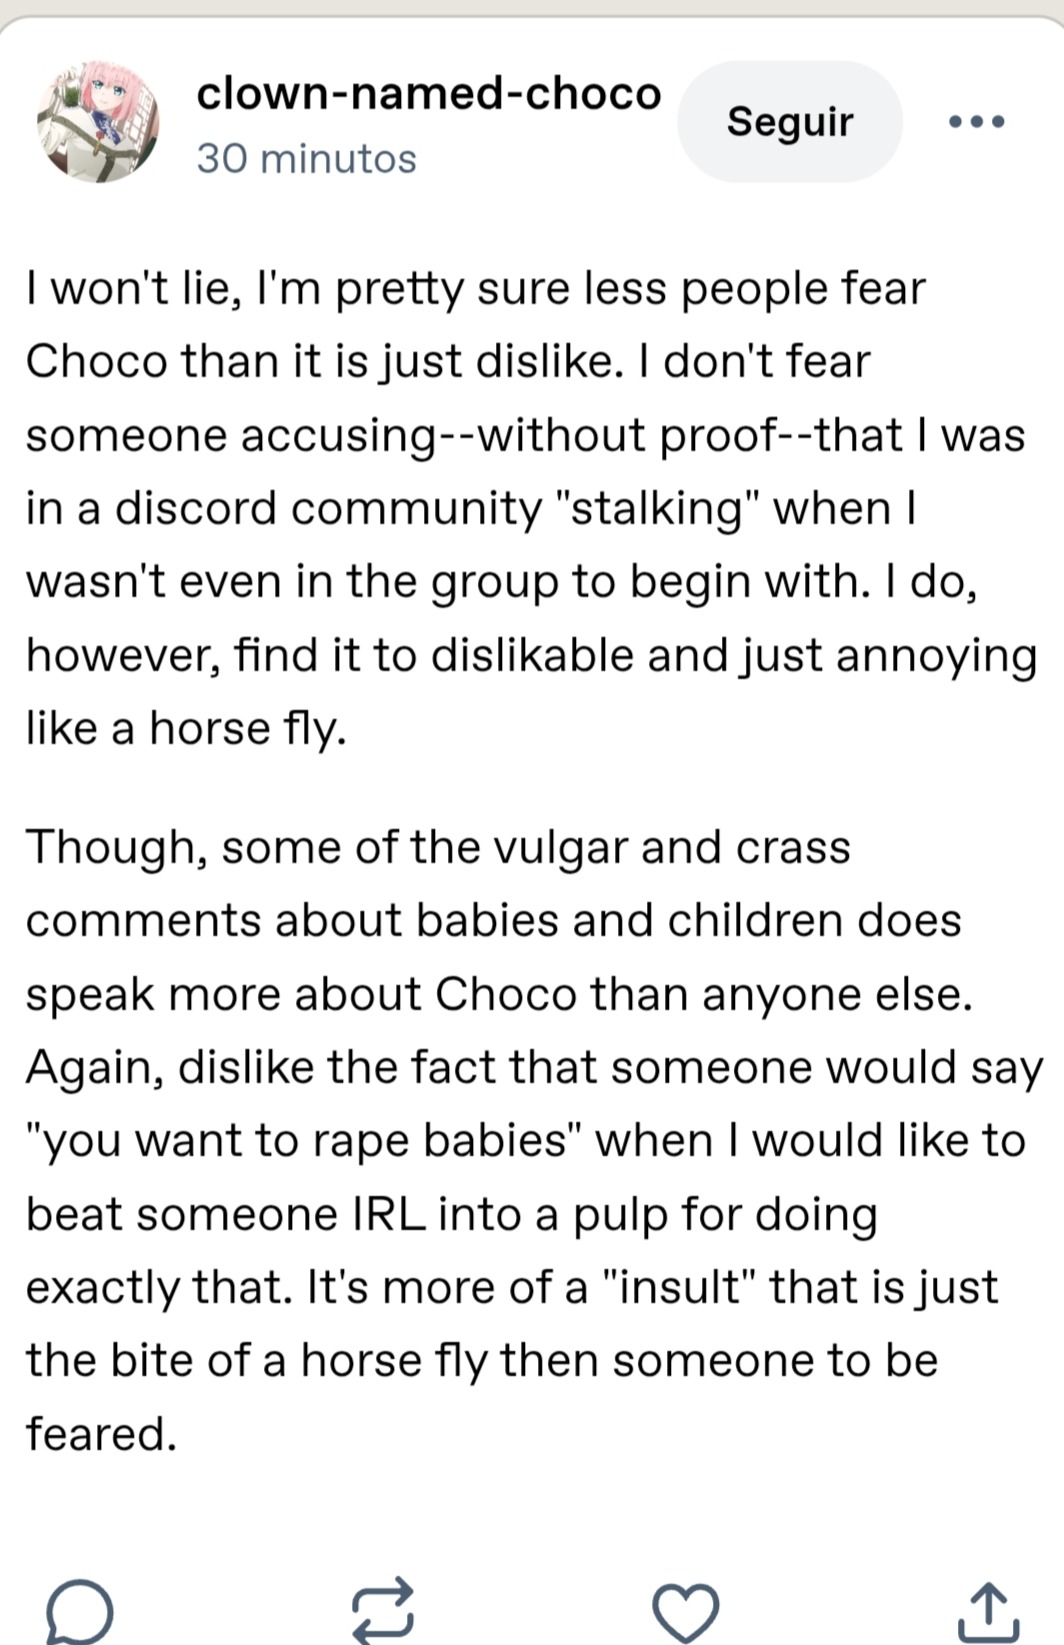 clown-named-choco
Seguir
30 minutos
I won't lie, I'm pretty sure less people fear
Choco than it is just dislike. I don't fear
someone accusing--without proof--that I was
in a discord community "stalking" when I
wasn't even in the group to begin with. I do,
however, find it to dislikable and just annoying
like a horse fly.
Though, some of the vulgar and crass
comments about babies and children does
speak more about Choco than anyone else.
Again, dislike the fact that someone would say
"you want to rape babies" when I would like to
beat someone IRL into a pulp for doing
exactly that. It's more of a "insult" that is just
the bite of a horse fly then someone to be
feared.